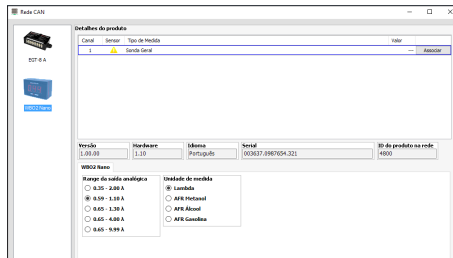 Rede CAN
EGT-8 A
WBO2 Nano
Detalhes do produto
Canal Sensor Tipo de Medida Valor
1 Sonda Geral --- Associar
Versão Hardware Idioma Serial ID do produto na rede
1.00.00 1.10 Português 003637.0987654.321 4800
WBO2 Nano
Range da saída analógica Unidade de medida
0.35 - 2.00 λ Lambda
0.59 - 1.10 λ AFR Metanol
0.65 - 1.30 λ AFR Álcool
0.65 - 4.00 λ AFR Gasolina
0.65 - 9.99 λ